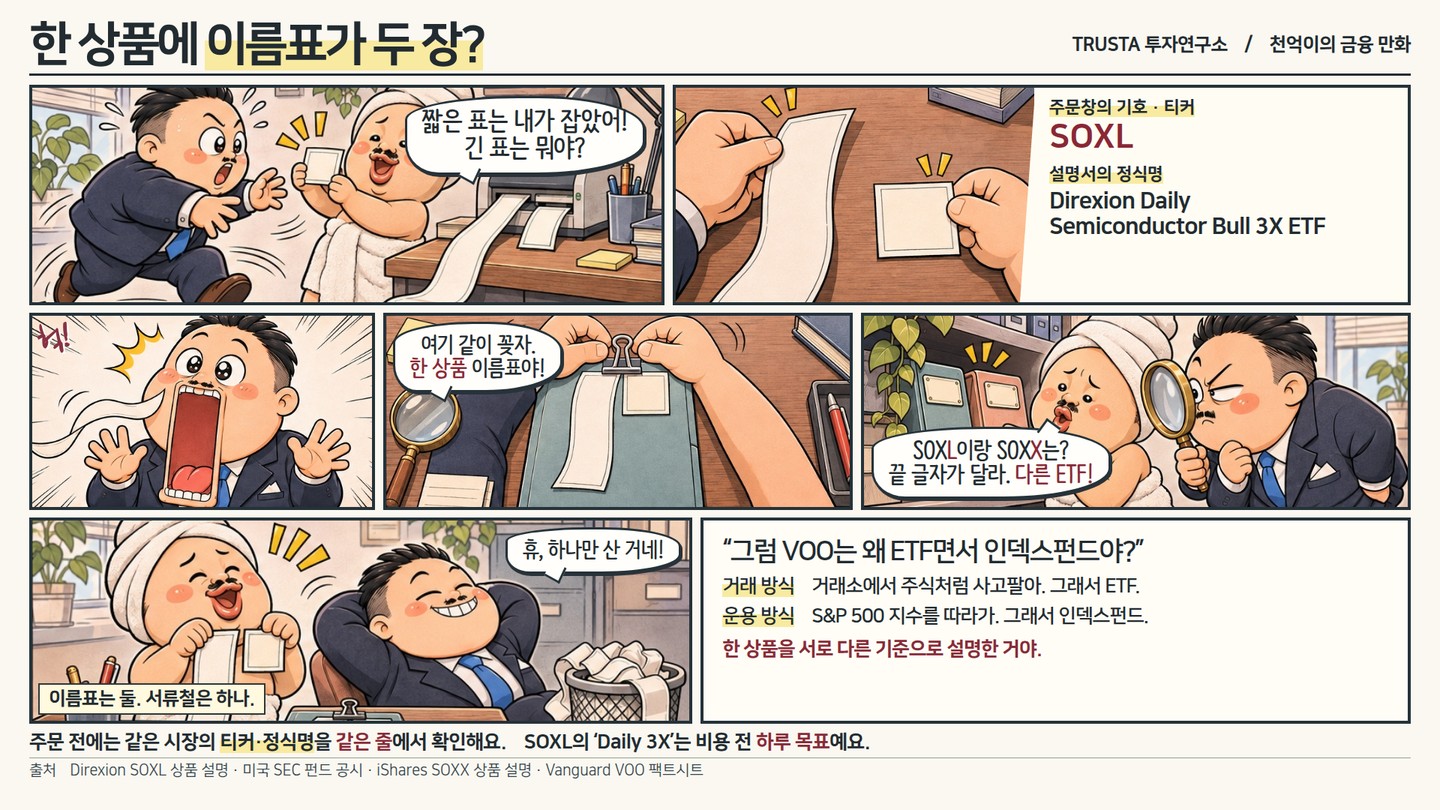 한 상품에 이름표가 두 장?
TRUSTA 투자연구소 / 천억이의 금융 만화
짧은 표는 내가 잡았어!
긴 표는 뭐야?
주문창의 기호 · 티커
SOXL
설명서의 정식명
Direxion Daily
Semiconductor Bull 3X ETF
여기 같이 꽂자.
한 상품 이름표야!
SOXL이랑 SOXX는?
끝 글자가 달라. 다른 ETF!
휴, 하나만 산 거네!
이름표는 둘. 서류철은 하나.
“그럼 VOO는 왜 ETF면서 인덱스펀드야?”
거래 방식 거래소에서 주식처럼 사고팔아. 그래서 ETF.
운용 방식 S&P 500 지수를 따라가. 그래서 인덱스펀드.
한 상품을 서로 다른 기준으로 설명한 거야.
주문 전에는 같은 시장의 티커·정식명을 같은 줄에서 확인해요. SOXL의 ‘Daily 3X’는 비용 전 하루 목표예요.
출처 Direxion SOXL 상품 설명 · 미국 SEC 펀드 공시 · iShares SOXX 상품 설명 · Vanguard VOO 팩트시트